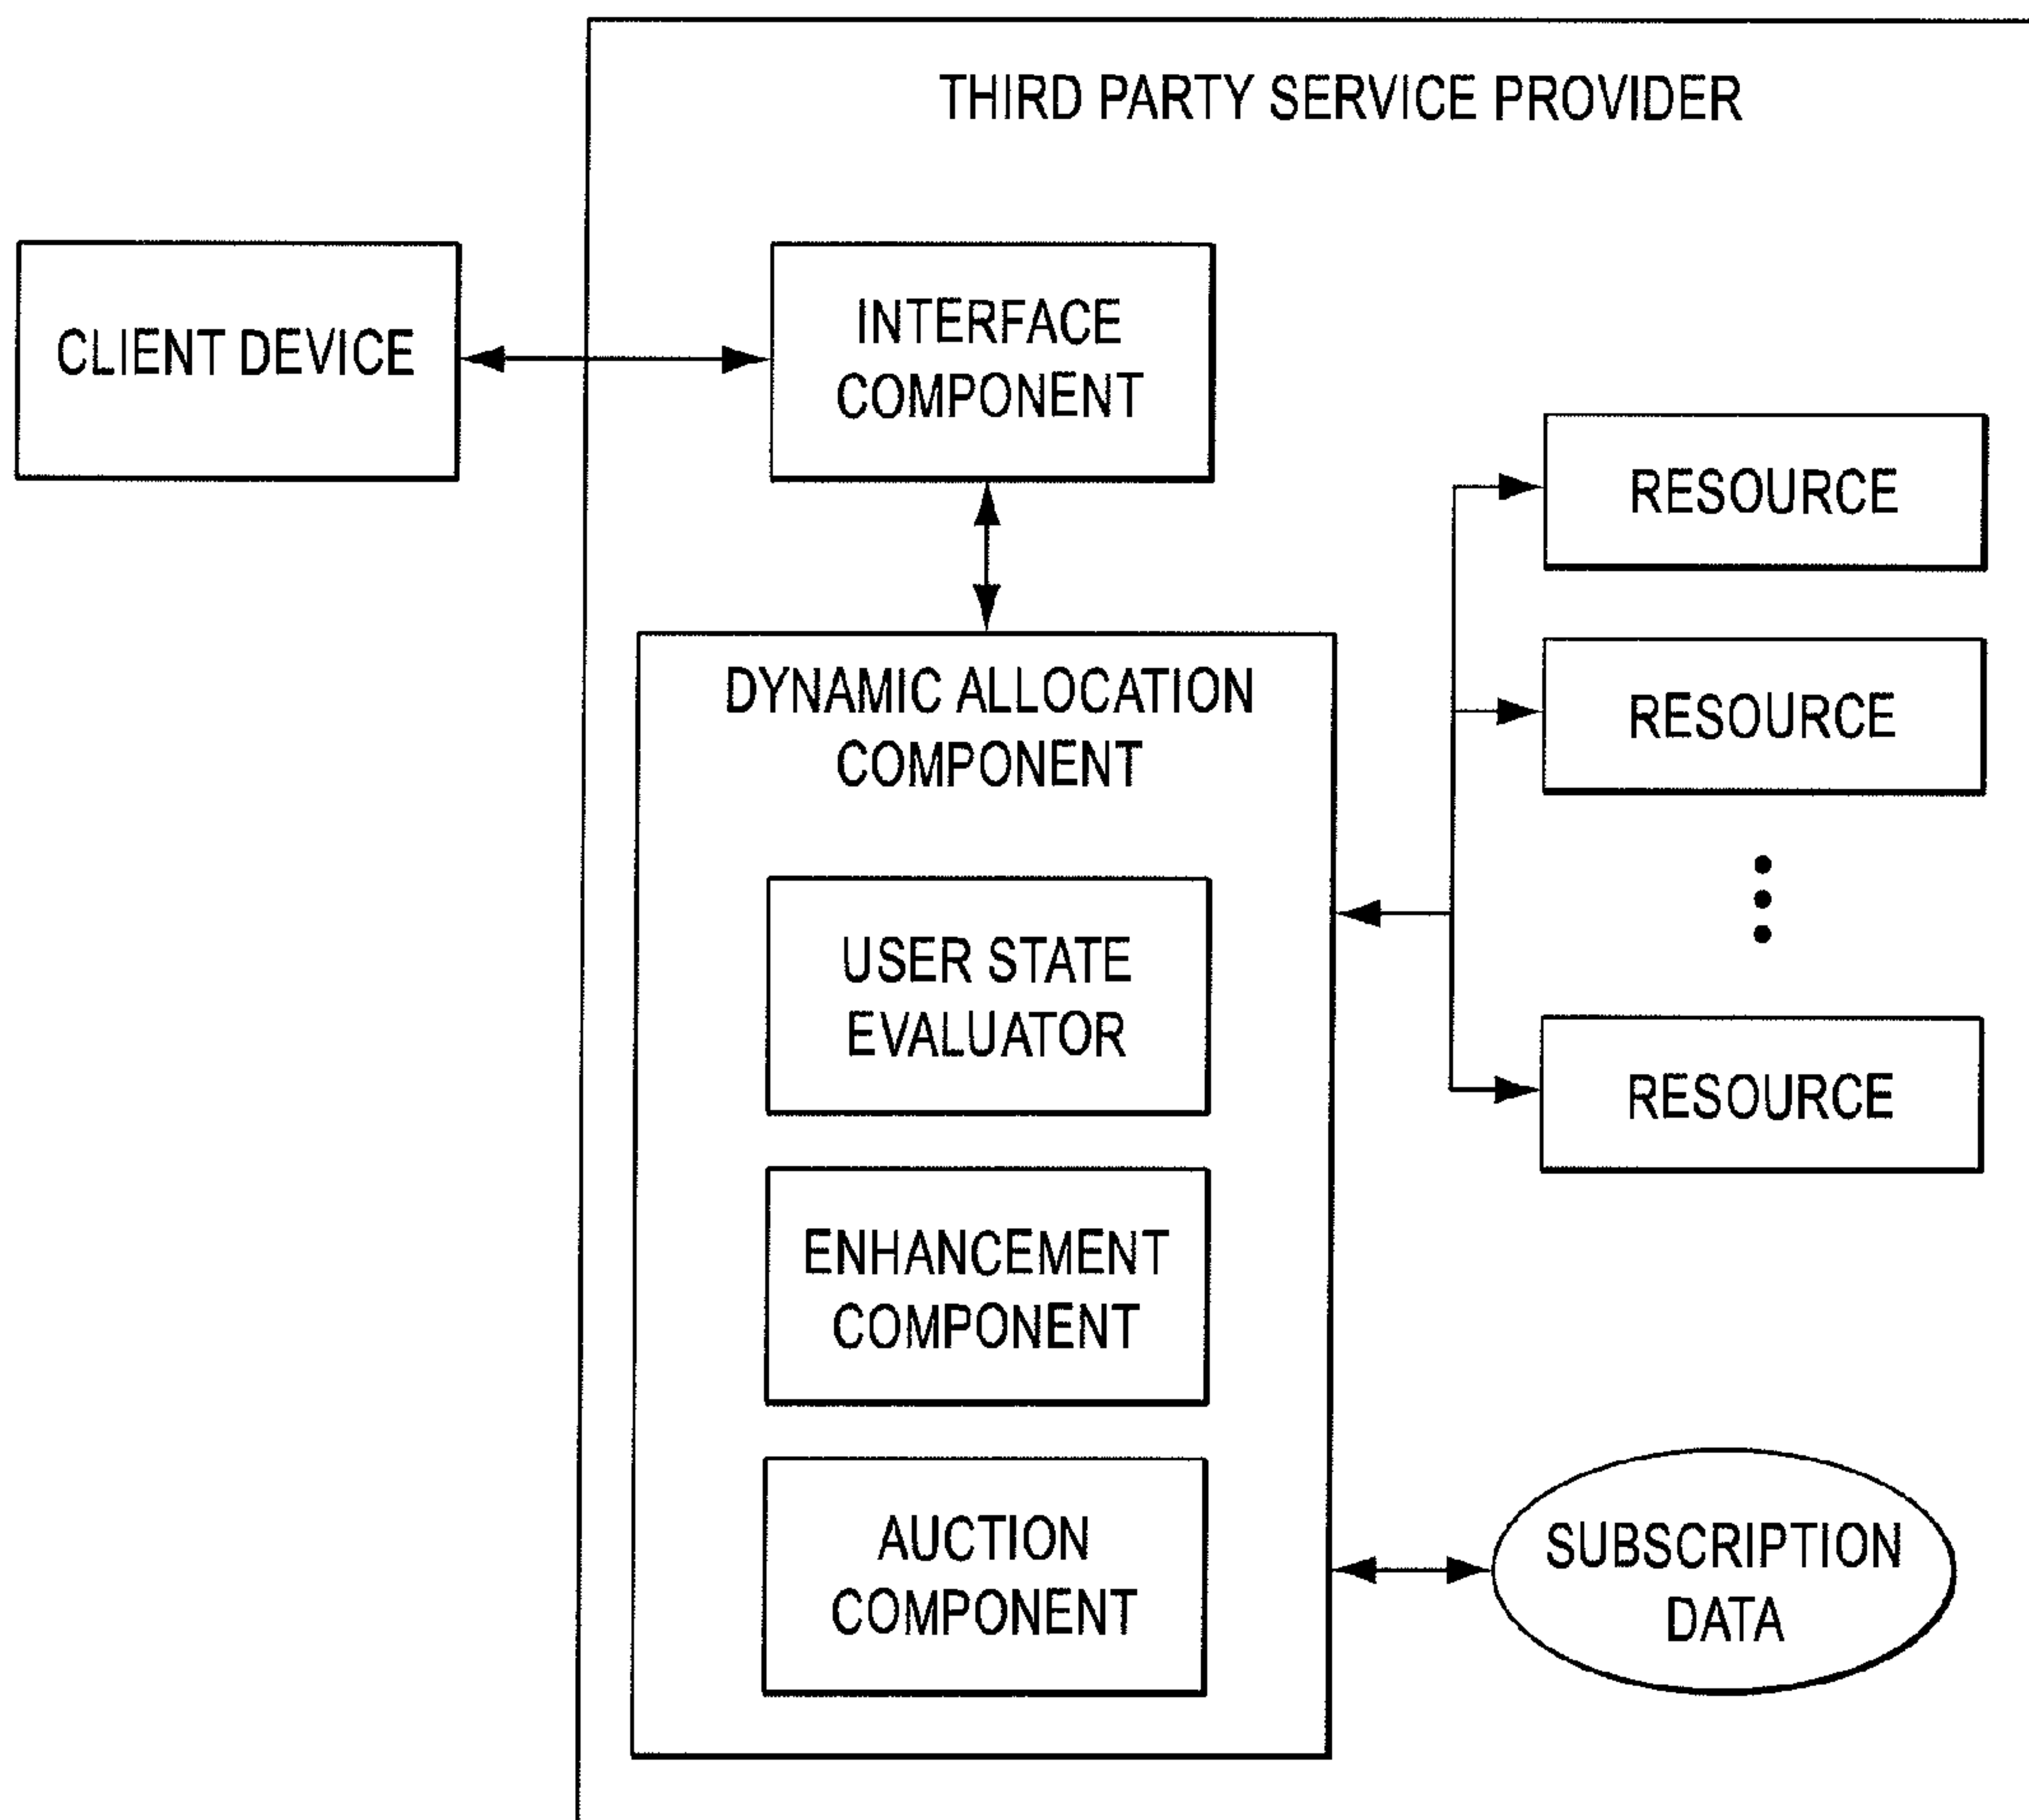 THIRD PARTY SERVICE PROVIDER
CLIENT DEVICE
INTERFACE
COMPONENT
DYNAMIC ALLOCATION
COMPONENT
USER STATE
EVALUATOR
ENHANCEMENT
COMPONENT
AUCTION
COMPONENT
RESOURCE
RESOURCE
RESOURCE
SUBSCRIPTION
DATA